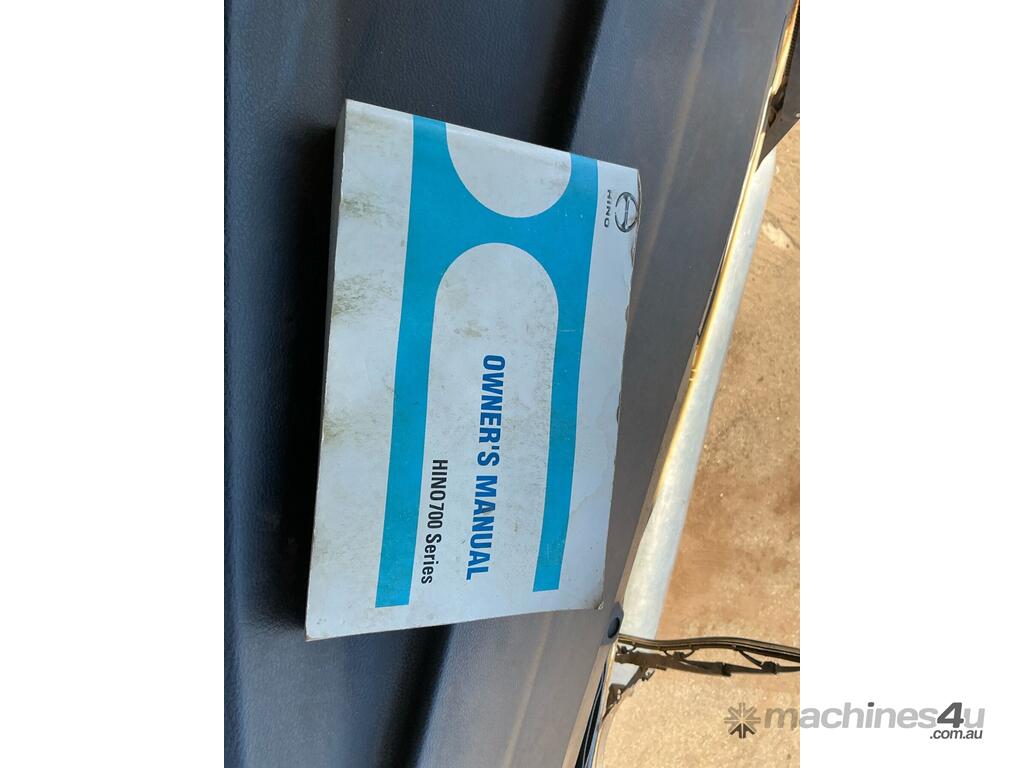 HINO
OWNER'S MANUAL
HINO700 Series
machines4u
.com.au